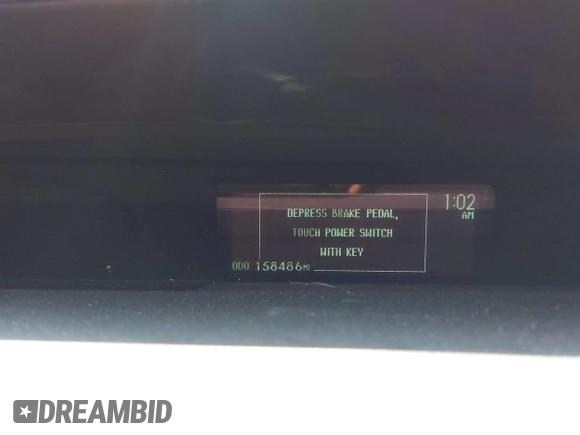 1:02
AM
DEPRESS BRAKE PEDAL,
TOUCH POWER SWITCH
WITH KEY
ODO 158486MI
DREAMBID